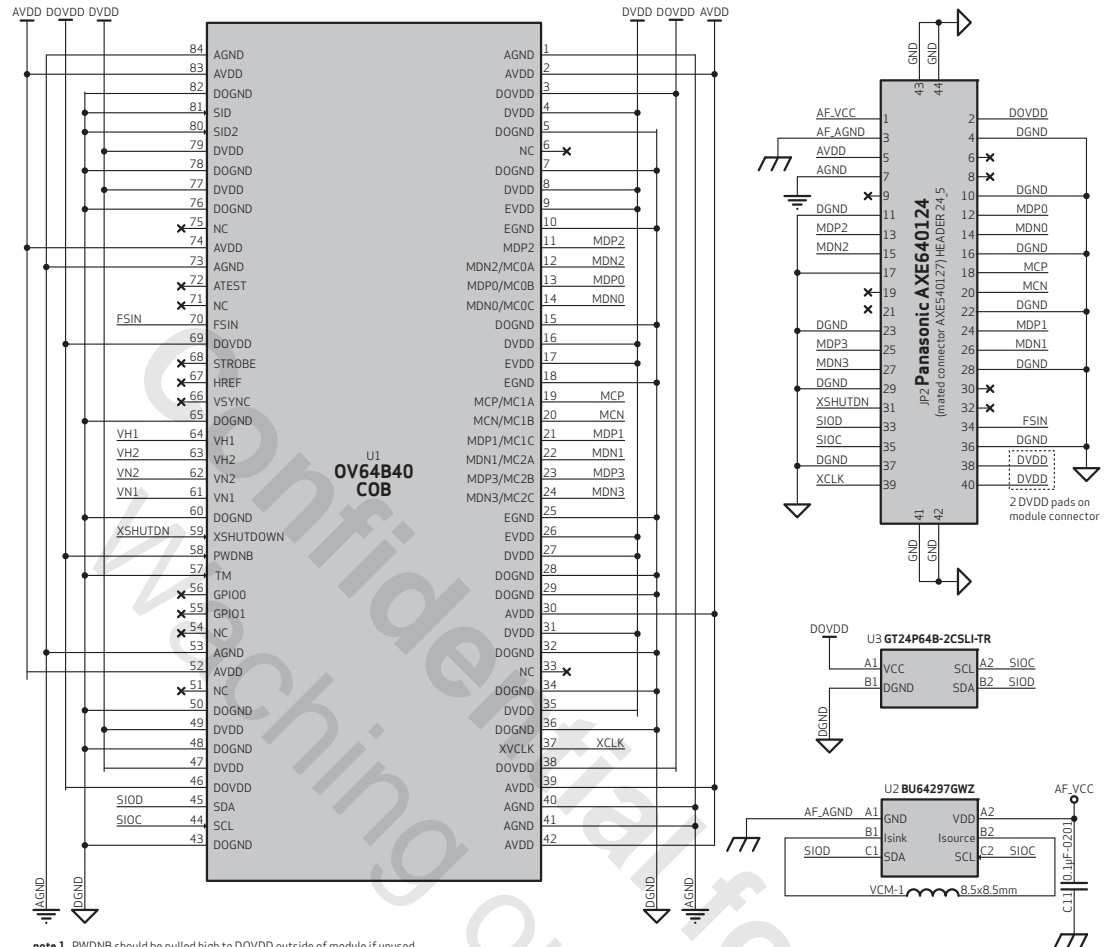 AVDD DOVDD DVDD
DVDD DOVDD AVDD
84 AGND
83 AVDD
82 DOGND
81 SID
80 SID2
79 DVDD
78 DOGND
77 DVDD
76 DOGND
75 NC
74 AVDD
73 AGND
72 ATEST
71 NC
FSIN 70 FSIN
69 DOVDD
68 STROBE
67 HREF
66 VSYNC
65 DOGND
VH1 64 VH1
VH2 63 VH2
VN2 62 VN2
VN1 61 VN1
60 DOGND
XSHUTDN 59 XSHUTDOWN
58 PWDNB
57 TM
56 GPIO0
55 GPIO1
54 NC
53 AGND
52 AVDD
51 NC
50 DOGND
49 DVDD
48 DOGND
47 DVDD
46 DOVDD
SIOD 45 SDA
SIOC 44 SCL
43 DOGND
AGND
DGND
U1
OV64B40
COB
AGND 1
AVDD 2
DOVDD 3
DVDD 4
DOGND 5
NC 6
DOGND 7
DVDD 8
EVDD 9
EGND 10
MDP2 11 MDP2
MDN2/MC0A 12 MDN2
MDP0/MC0B 13 MDP0
MDN0/MC0C 14 MDN0
DOGND 15
DVDD 16
EVDD 17
EGND 18
MCP/MC1A 19 MCP
MCN/MC1B 20 MCN
MDP1/MC1C 21 MDP1
MDN1/MC2A 22 MDN1
MDP3/MC2B 23 MDP3
MDN3/MC2C 24 MDN3
EGND 25
EVDD 26
DVDD 27
DOGND 28
DOGND 29
AVDD 30
DVDD 31
DOGND 32
NC 33
DOGND 34
DVDD 35
DOGND 36
XVCLK 37 XCLK
DOVDD 38
AVDD 39
AGND 40
AGND 41
AVDD 42
DGND
AGND
GND
GND
43
44
AF_VCC 1 2 DOVDD
AF_AGND 3 4 DGND
AVDD 5 6
AGND 7 8
9 10 DGND
DGND 11 12 MDP0
MDP2 13 14 MDN0
MDN2 15 16 DGND
17 18 MCP
19 20 MCN
21 22 DGND
DGND 23 24 MDP1
MDP3 25 26 MDN1
MDN3 27 28 DGND
DGND 29 30
XSHUTDN 31 32
SIOD 33 34 FSIN
SIOC 35 36 DGND
DGND 37 38 DVDD
XCLK 39 40 DVDD
JP2 Panasonic AXE640124
(mated connector AXE540127) HEADER 24_5
2 DVDD pads on
module connector
41
42
GND
GND
DOVDD
U3 GT24P64B-2CSLI-TR
A1 VCC SCL A2 SIOC
B1 DGND SDA B2 SIOD
DGND
U2 BU64297GWZ
AF_VCC
AF_AGND A1 GND VDD A2
B1 Isink Isource B2
SIOD C1 SDA SCL C2 SIOC
VCM-1 8.5x8.5mm
C11 0.1µF-0201
note 1 PWDNB should be pulled high to DOVDD outside of module if unused
Confidential fo
Waching o